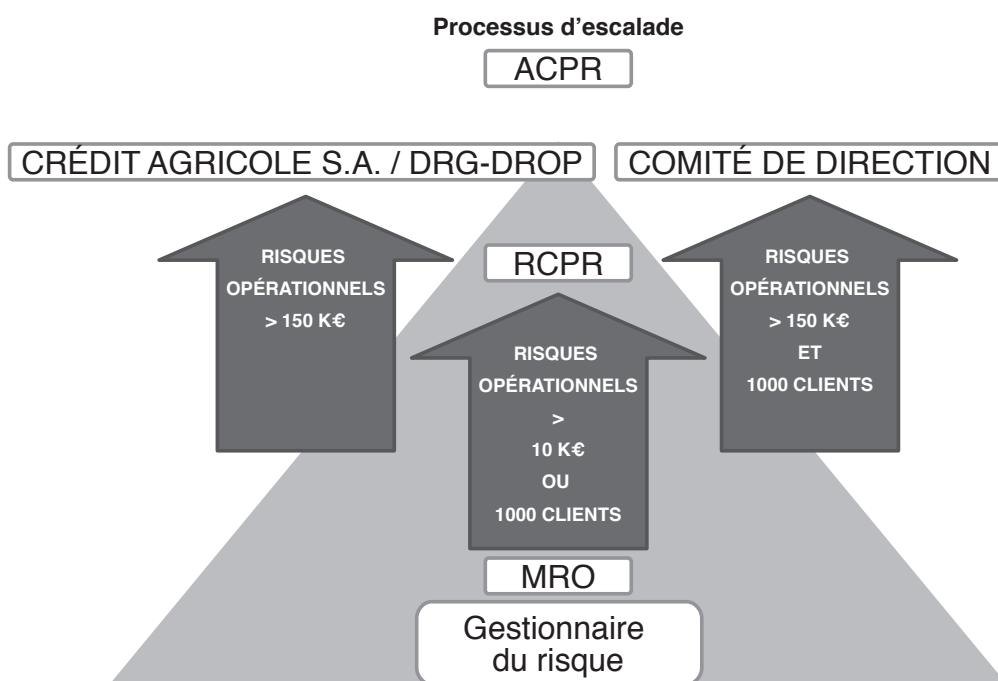 Processus d'escalade
ACPR
CRÉDIT AGRICOLE S.A. / DRG-DROP
COMITÉ DE DIRECTION
RISQUES
OPÉRATIONNELS
> 150 K€
RCPR
RISQUES
OPÉRATIONNELS
>
10 K€
OU
1000 CLIENTS
RISQUES
OPÉRATIONNELS
> 150 K€
ET
1000 CLIENTS
MRO
Gestionnaire
du risque